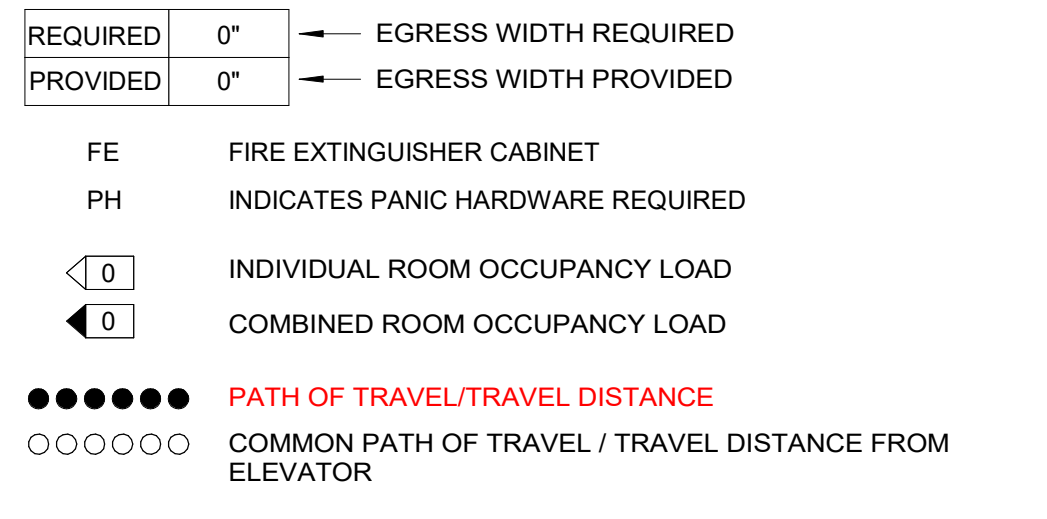 REQUIRED 0" EGRESS WIDTH REQUIRED
PROVIDED 0" EGRESS WIDTH PROVIDED
FE FIRE EXTINGUISHER CABINET
PH INDICATES PANIC HARDWARE REQUIRED
0 INDIVIDUAL ROOM OCCUPANCY LOAD
0 COMBINED ROOM OCCUPANCY LOAD
PATH OF TRAVEL/TRAVEL DISTANCE
COMMON PATH OF TRAVEL / TRAVEL DISTANCE FROM
ELEVATOR